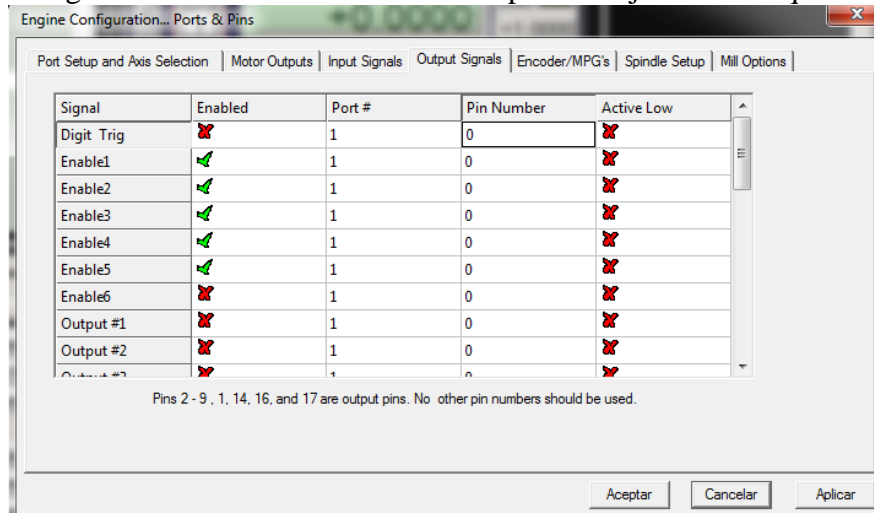 Engine Configuration... Ports & Pins
Port Setup and Axis Selection Motor Outputs Input Signals Output Signals Encoder/MPG's Spindle Setup Mill Options
Signal Enabled Port # Pin Number Active Low
Digit Trig 1 0
Enable1 1 0
Enable2 1 0
Enable3 1 0
Enable4 1 0
Enable5 1 0
Enable6 1 0
Output #1 1 0
Output #2 1 0
Pins 2 - 9 , 1, 14, 16, and 17 are output pins. No other pin numbers should be used.
Aceptar Cancelar Aplicar